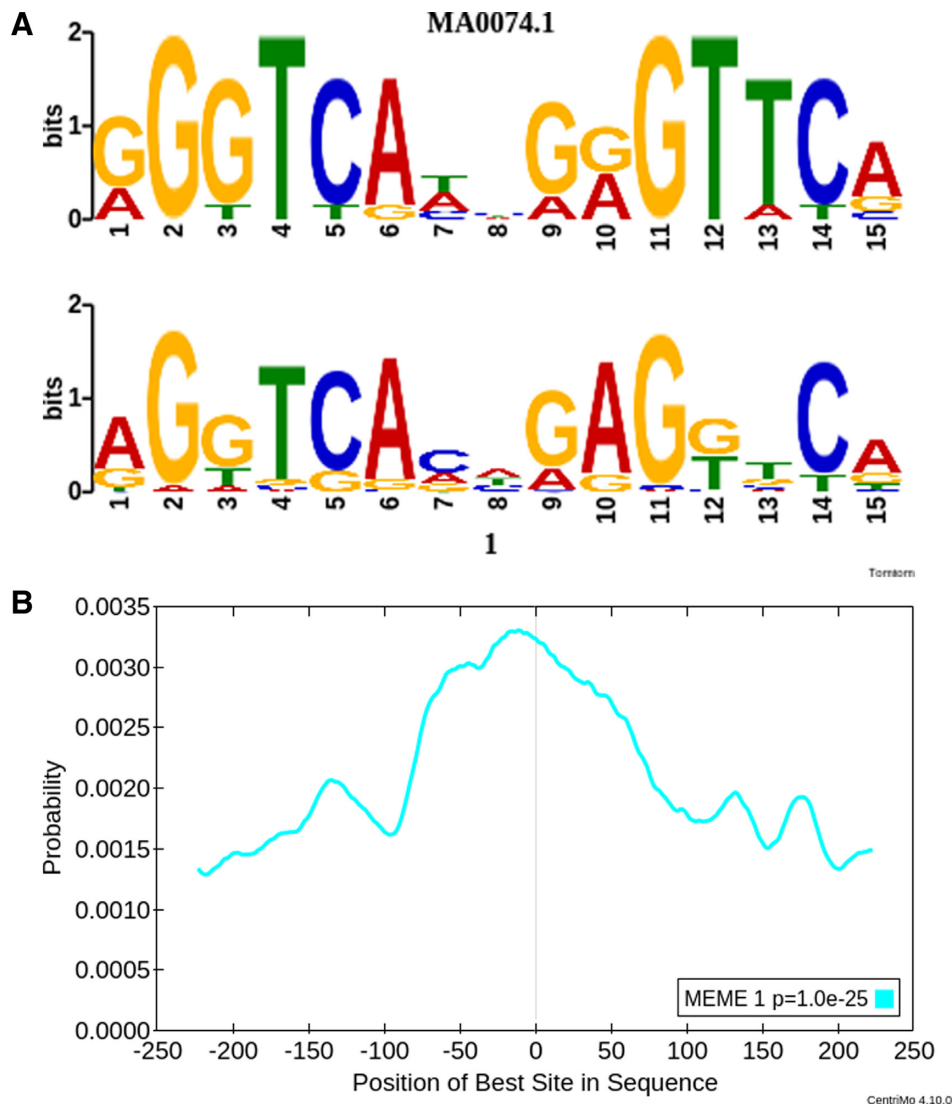 A
MA0074.1
2
bits
1
0
GGGTCATGGGTTCA
ATTGACAAATAGTC
1 2 3 4 5 6 7 8 9 10 11 12 13 14 15
2
bits
1
0
AGGTCACAGAGGTCA
1 2 3 4 5 6 7 8 9 10 11 12 13 14 15
1
Tomtom
B
0.0035
0.0030
0.0025
0.0020
0.0015
0.0010
0.0005
0.0000
Probability
-250 -200 -150 -100 -50 0 50 100 150 200 250
Position of Best Site in Sequence
MEME 1 p=1.0e-25
CentriMo 4.10.0